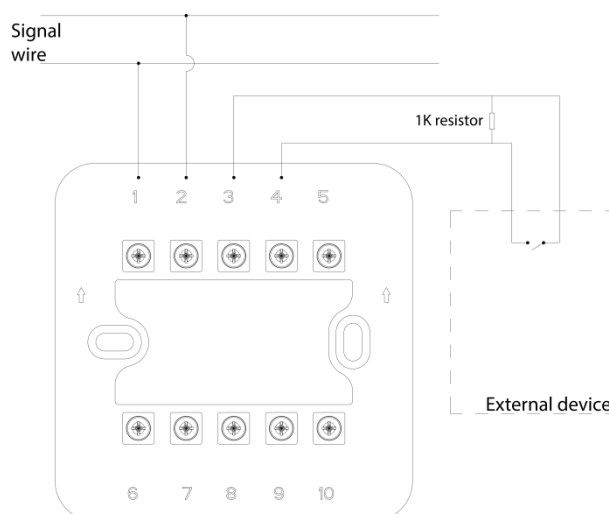 Signal
wire
1K resistor
1 2 3 4 5
External device
6 7 8 9 10